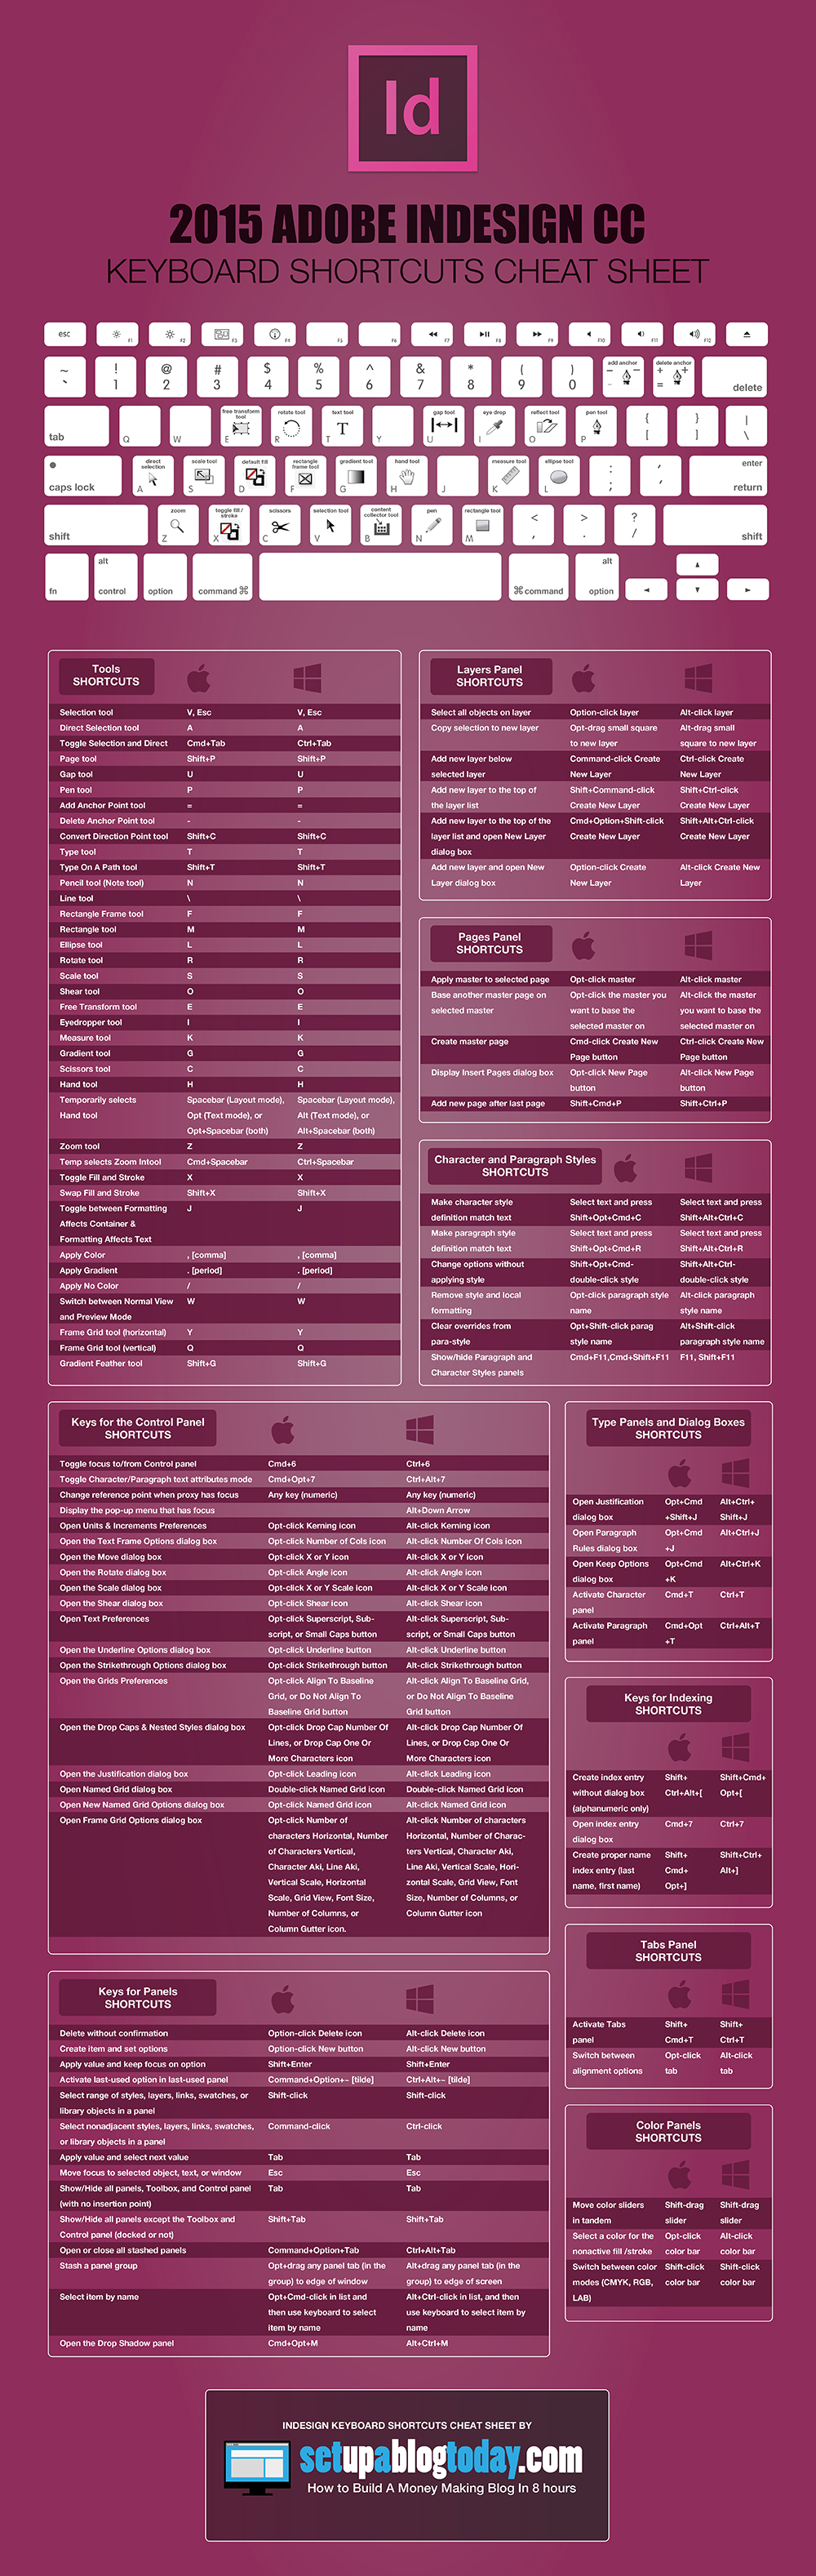 Id
2015 ADOBE INDESIGN CC
KEYBOARD SHORTCUTS CHEAT SHEET
esc F1 F2 F3 F4 F5 F6 F7 F8 F9 F10 F11 F12
~ ` ! 1 @ 2 # 3 $ 4 % 5 ^ 6 & 7 * 8 ( 9 ) 0 add anchor – - delete anchor + = delete
tab Q W free transform tool E rotate tool R text tool T Y gap tool U eye drop I reflect tool O pen tool P { [ } ] | \
caps lock direct selection A scale tool S default fill D rectangle frame tool F gradient tool G hand tool H J measure tool K ellipse tool L : ; " ' enter return
shift zoom Z toggle fill / stroke X scissors C selection tool V content collector tool B pen N rectangle tool M < , > . ? / shift
fn alt control option command ⌘ ⌘ command alt option
Tools
SHORTCUTS
Selection tool V, Esc V, Esc
Direct Selection tool A A
Toggle Selection and Direct Cmd+Tab Ctrl+Tab
Page tool Shift+P Shift+P
Gap tool U U
Pen tool P P
Add Anchor Point tool = =
Delete Anchor Point tool - -
Convert Direction Point tool Shift+C Shift+C
Type tool T T
Type On A Path tool Shift+T Shift+T
Pencil tool (Note tool) N N
Line tool \ \
Rectangle Frame tool F F
Rectangle tool M M
Ellipse tool L L
Rotate tool R R
Scale tool S S
Shear tool O O
Free Transform tool E E
Eyedropper tool I I
Measure tool K K
Gradient tool G G
Scissors tool C C
Hand tool H H
Temporarily selects Spacebar (Layout mode), Spacebar (Layout mode),
Hand tool Opt (Text mode), or Alt (Text mode), or
Opt+Spacebar (both) Alt+Spacebar (both)
Zoom tool Z Z
Temp selects Zoom Intool Cmd+Spacebar Ctrl+Spacebar
Toggle Fill and Stroke X X
Swap Fill and Stroke Shift+X Shift+X
Toggle between Formatting J J
Affects Container &
Formatting Affects Text
Apply Color , [comma] , [comma]
Apply Gradient . [period] . [period]
Apply No Color / /
Switch between Normal View W W
and Preview Mode
Frame Grid tool (horizontal) Y Y
Frame Grid tool (vertical) Q Q
Gradient Feather tool Shift+G Shift+G
Layers Panel
SHORTCUTS
Select all objects on layer Option-click layer Alt-click layer
Copy selection to new layer Opt-drag small square Alt-drag small
to new layer square to new layer
Add new layer below Command-click Create Ctrl-click Create
selected layer New Layer New Layer
Add new layer to the top of Shift+Command-click Shift+Ctrl-click
the layer list Create New Layer Create New Layer
Add new layer to the top of the Cmd+Option+Shift-click Shift+Alt+Ctrl-click
layer list and open New Layer Create New Layer Create New Layer
dialog box
Add new layer and open New Option-click Create Alt-click Create New
Layer dialog box New Layer Layer
Pages Panel
SHORTCUTS
Apply master to selected page Opt-click master Alt-click master
Base another master page on Opt-click the master you Alt-click the master
selected master want to base the you want to base the
selected master on selected master on
Create master page Cmd-click Create New Ctrl-click Create New
Page button Page button
Display Insert Pages dialog box Opt-click New Page Alt-click New Page
button button
Add new page after last page Shift+Cmd+P Shift+Ctrl+P
Character and Paragraph Styles
SHORTCUTS
Make character style Select text and press Select text and press
definition match text Shift+Opt+Cmd+C Shift+Alt+Ctrl+C
Make paragraph style Select text and press Select text and press
definition match text Shift+Opt+Cmd+R Shift+Alt+Ctrl+R
Change options without Shift+Opt+Cmd- Shift+Alt+Ctrl-
applying style double-click style double-click style
Remove style and local Opt-click paragraph style Alt-click paragraph
formatting name style name
Clear overrides from Opt+Shift-click parag Alt+Shift-click
para-style style name paragraph style name
Show/hide Paragraph and Cmd+F11,Cmd+Shift+F11 F11, Shift+F11
Character Styles panels
Keys for the Control Panel
SHORTCUTS
Toggle focus to/from Control panel Cmd+6 Ctrl+6
Toggle Character/Paragraph text attributes mode Cmd+Opt+7 Ctrl+Alt+7
Change reference point when proxy has focus Any key (numeric) Any key (numeric)
Display the pop-up menu that has focus Alt+Down Arrow
Open Units & Increments Preferences Opt-click Kerning icon Alt-click Kerning icon
Open the Text Frame Options dialog box Opt-click Number of Cols icon Alt-click Number Of Cols icon
Open the Move dialog box Opt-click X or Y icon Alt-click X or Y icon
Open the Rotate dialog box Opt-click Angle icon Alt-click Angle icon
Open the Scale dialog box Opt-click X or Y Scale icon Alt-click X or Y Scale icon
Open the Shear dialog box Opt-click Shear icon Alt-click Shear icon
Open Text Preferences Opt-click Superscript, Sub- Alt-click Superscript, Sub-
script, or Small Caps button script, or Small Caps button
Open the Underline Options dialog box Opt-click Underline button Alt-click Underline button
Open the Strikethrough Options dialog box Opt-click Strikethrough button Alt-click Strikethrough button
Open the Grids Preferences Opt-click Align To Baseline Alt-click Align To Baseline Grid,
Grid, or Do Not Align To or Do Not Align To Baseline
Baseline Grid button Grid button
Open the Drop Caps & Nested Styles dialog box Opt-click Drop Cap Number Of Alt-click Drop Cap Number Of
Lines, or Drop Cap One Or Lines, or Drop Cap One Or
More Characters icon More Characters icon
Open the Justification dialog box Opt-click Leading icon Alt-click Leading icon
Open Named Grid dialog box Double-click Named Grid icon Double-click Named Grid icon
Open New Named Grid Options dialog box Opt-click Named Grid icon Alt-click Named Grid icon
Open Frame Grid Options dialog box Opt-click Number of Alt-click Number of characters
characters Horizontal, Number Horizontal, Number of Charac-
of Characters Vertical, ters Vertical, Character Aki,
Character Aki, Line Aki, Line Aki, Vertical Scale, Hori-
Vertical Scale, Horizontal zontal Scale, Grid View, Font
Scale, Grid View, Font Size, Size, Number of Columns, or
Number of Columns, or Column Gutter icon
Column Gutter icon.
Type Panels and Dialog Boxes
SHORTCUTS
Open Justification Opt+Cmd Alt+Ctrl+
dialog box +Shift+J Shift+J
Open Paragraph Opt+Cmd Alt+Ctrl+J
Rules dialog box +J
Open Keep Options Opt+Cmd Alt+Ctrl+K
dialog box +K
Activate Character Cmd+T Ctrl+T
panel
Activate Paragraph Cmd+Opt Ctrl+Alt+T
panel +T
Keys for Indexing
SHORTCUTS
Create index entry Shift+ Shift+Cmd+
without dialog box Ctrl+Alt+[ Opt+[
(alphanumeric only)
Open index entry Cmd+7 Ctrl+7
dialog box
Create proper name Shift+ Shift+Ctrl+
index entry (last Cmd+ Alt+]
name, first name) Opt+]
Tabs Panel
SHORTCUTS
Activate Tabs Shift+ Shift+
panel Cmd+T Ctrl+T
Switch between Opt-click Alt-click
alignment options tab tab
Color Panels
SHORTCUTS
Move color sliders Shift-drag Shift-drag
in tandem slider slider
Select a color for the Opt-click Alt-click
nonactive fill /stroke color bar color bar
Switch between color Shift-click Shift-click
modes (CMYK, RGB, color bar color bar
LAB)
Keys for Panels
SHORTCUTS
Delete without confirmation Option-click Delete icon Alt-click Delete icon
Create item and set options Option-click New button Alt-click New button
Apply value and keep focus on option Shift+Enter Shift+Enter
Activate last-used option in last-used panel Command+Option+~ [tilde] Ctrl+Alt+~ [tilde]
Select range of styles, layers, links, swatches, or Shift-click Shift-click
library objects in a panel
Select nonadjacent styles, layers, links, swatches, Command-click Ctrl-click
or library objects in a panel
Apply value and select next value Tab Tab
Move focus to selected object, text, or window Esc Esc
Show/Hide all panels, Toolbox, and Control panel Tab Tab
(with no insertion point)
Show/Hide all panels except the Toolbox and Shift+Tab Shift+Tab
Control panel (docked or not)
Open or close all stashed panels Command+Option+Tab Ctrl+Alt+Tab
Stash a panel group Opt+drag any panel tab (in the Alt+drag any panel tab (in the
group) to edge of window group) to edge of screen
Select item by name Opt+Cmd-click in list and Alt+Ctrl-click in list, and then
then use keyboard to select use keyboard to select item by
item by name name
Open the Drop Shadow panel Cmd+Opt+M Alt+Ctrl+M
INDESIGN KEYBOARD SHORTCUTS CHEAT SHEET BY
setupablogtoday.com
How to Build A Money Making Blog In 8 hours